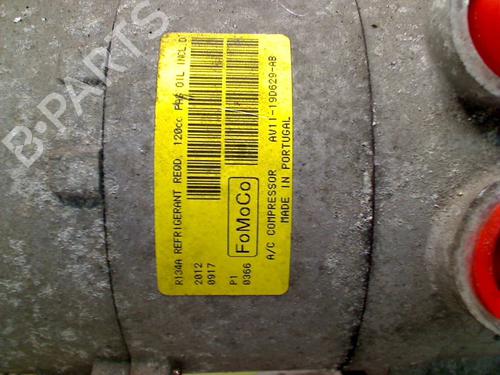 R134A REFRIGERANT REQD. 120cc PAG OIL INCL.D
2012
0917
P1
0366
FoMoCo
A/C COMPRESSOR AV11-19D629-AB
MADE IN PORTUGAL
B-PARTS